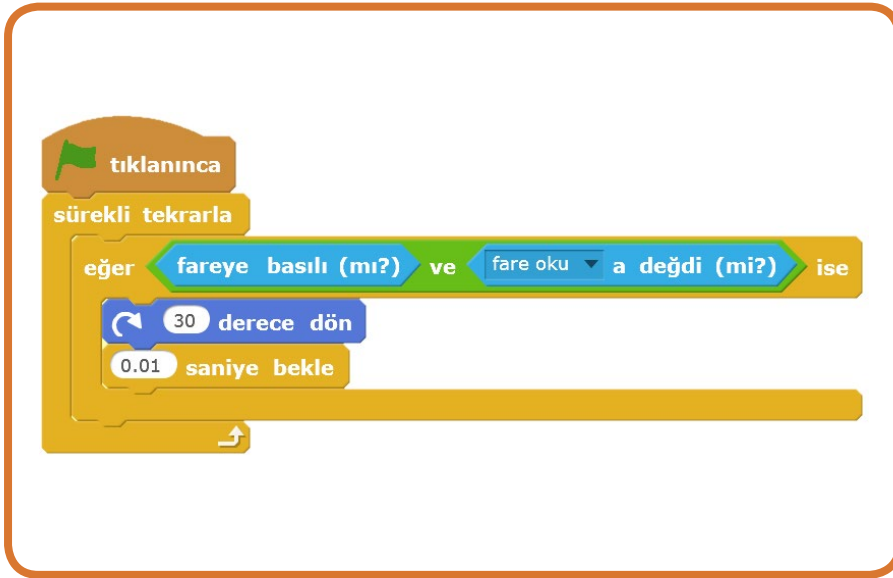 tıklanınca
sürekli tekrarla
eğer fareye basılı (mı?) ve fare oku a değdi (mi?) ise
30 derece dön
0.01 saniye bekle